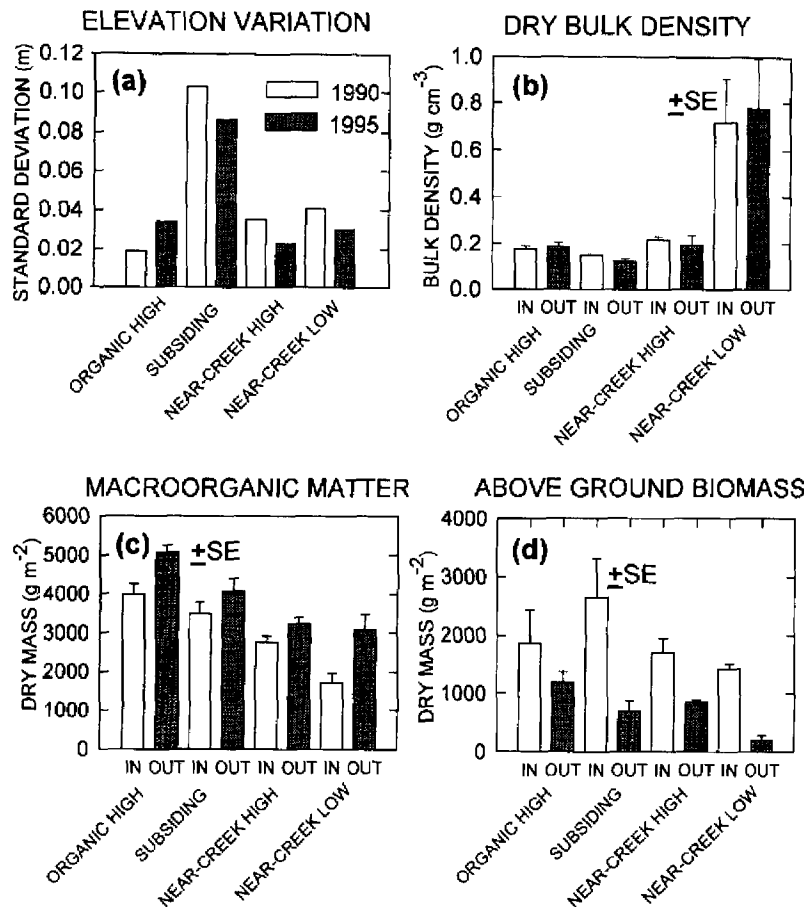 ELEVATION VARIATION
STANDARD DEVIATION (m)
0.12
0.10
0.08
0.06
0.04
0.02
0.00
(a)
1990
1995
ORGANIC HIGH
SUBSIDING
NEAR-CREEK HIGH
NEAR-CREEK LOW
DRY BULK DENSITY
BULK DENSITY (g cm⁻³)
1.0
0.8
0.6
0.4
0.2
0.0
(b)
±SE
IN OUT IN OUT IN OUT IN OUT
ORGANIC HIGH
SUBSIDING
NEAR-CREEK HIGH
NEAR-CREEK LOW
MACROORGANIC MATTER
DRY MASS (g m⁻²)
6000
5000
4000
3000
2000
1000
0
(c)
±SE
IN OUT IN OUT IN OUT IN OUT
ORGANIC HIGH
SUBSIDING
NEAR-CREEK HIGH
NEAR-CREEK LOW
ABOVE GROUND BIOMASS
DRY MASS (g m⁻²)
4000
3000
2000
1000
0
(d)
±SE
IN OUT IN OUT IN OUT IN OUT
ORGANIC HIGH
SUBSIDING
NEAR-CREEK HIGH
NEAR-CREEK LOW